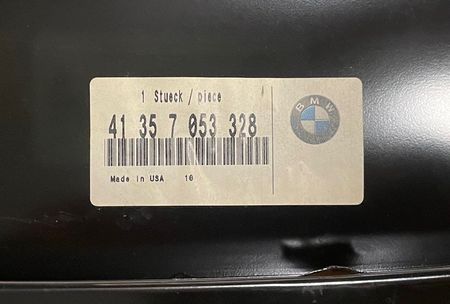 1 Stueck / piece
41 35 7 053 328
BMW
Made in USA 16